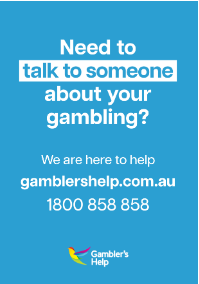 Need to
talk to someone
about your
gambling?
We are here to help
gamblershelp.com.au
1800 858 858
Gambler's
Help